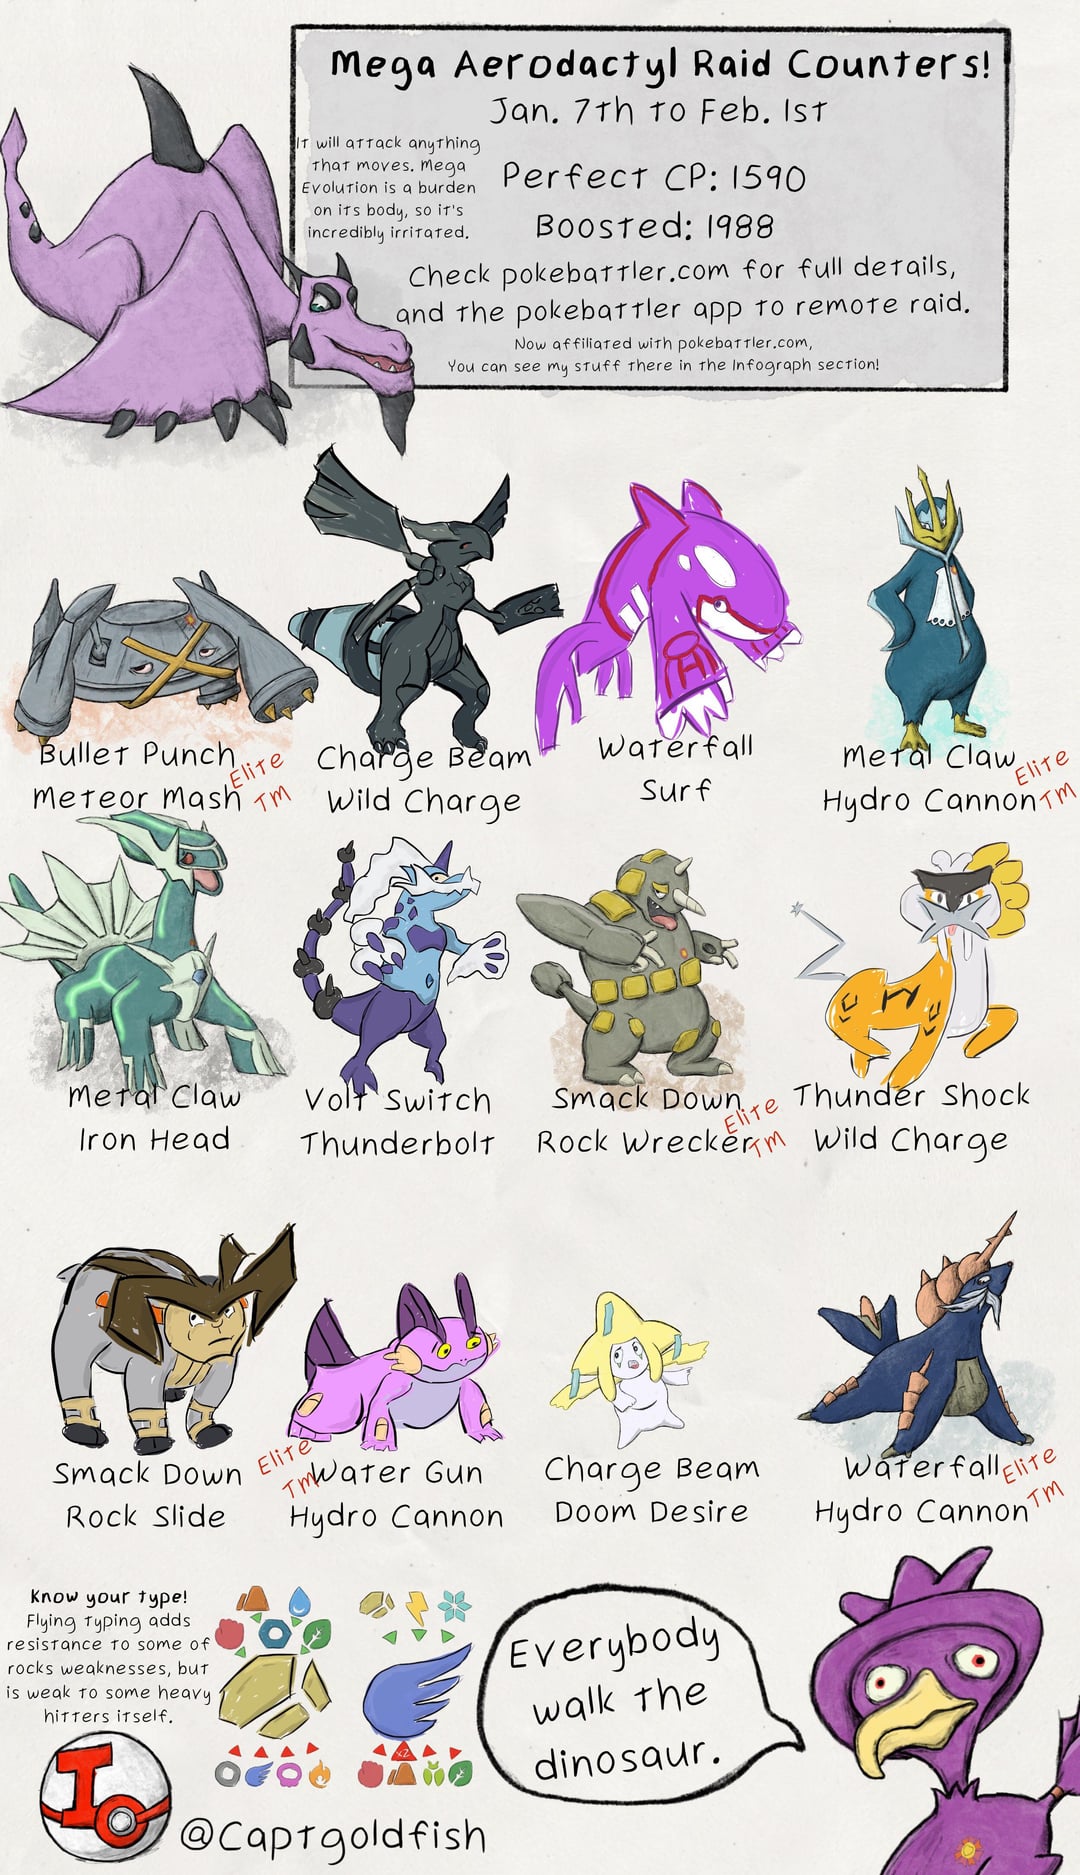 Mega Aerodactyl Raid Counters!
Jan. 7th to Feb. 1st
It will attack anything
that moves. Mega
Evolution is a burden
on its body, so it's
incredibly irritated.
Perfect CP: 1590
Boosted: 1988
Check pokebattler.com for full details,
and the pokebattler app to remote raid.
Now affiliated with pokebattler.com,
You can see my stuff there in the Infograph section!
Bullet Punch
Meteor Mash
Elite
TM
Charge Beam
Wild Charge
Waterfall
Surf
Metal Claw
Hydro Cannon
Elite
TM
Metal Claw
Iron Head
Volt Switch
Thunderbolt
Smack Down
Rock Wrecker
Elite
TM
Thunder Shock
Wild Charge
Smack Down
Rock Slide
Elite
TM
Water Gun
Hydro Cannon
Charge Beam
Doom Desire
Waterfall
Hydro Cannon
Elite
TM
Know your type!
Flying typing adds
resistance to some of
rocks weaknesses, but
is weak to some heavy
hitters itself.
x2
Everybody
walk the
dinosaur.
I
@Captgoldfish